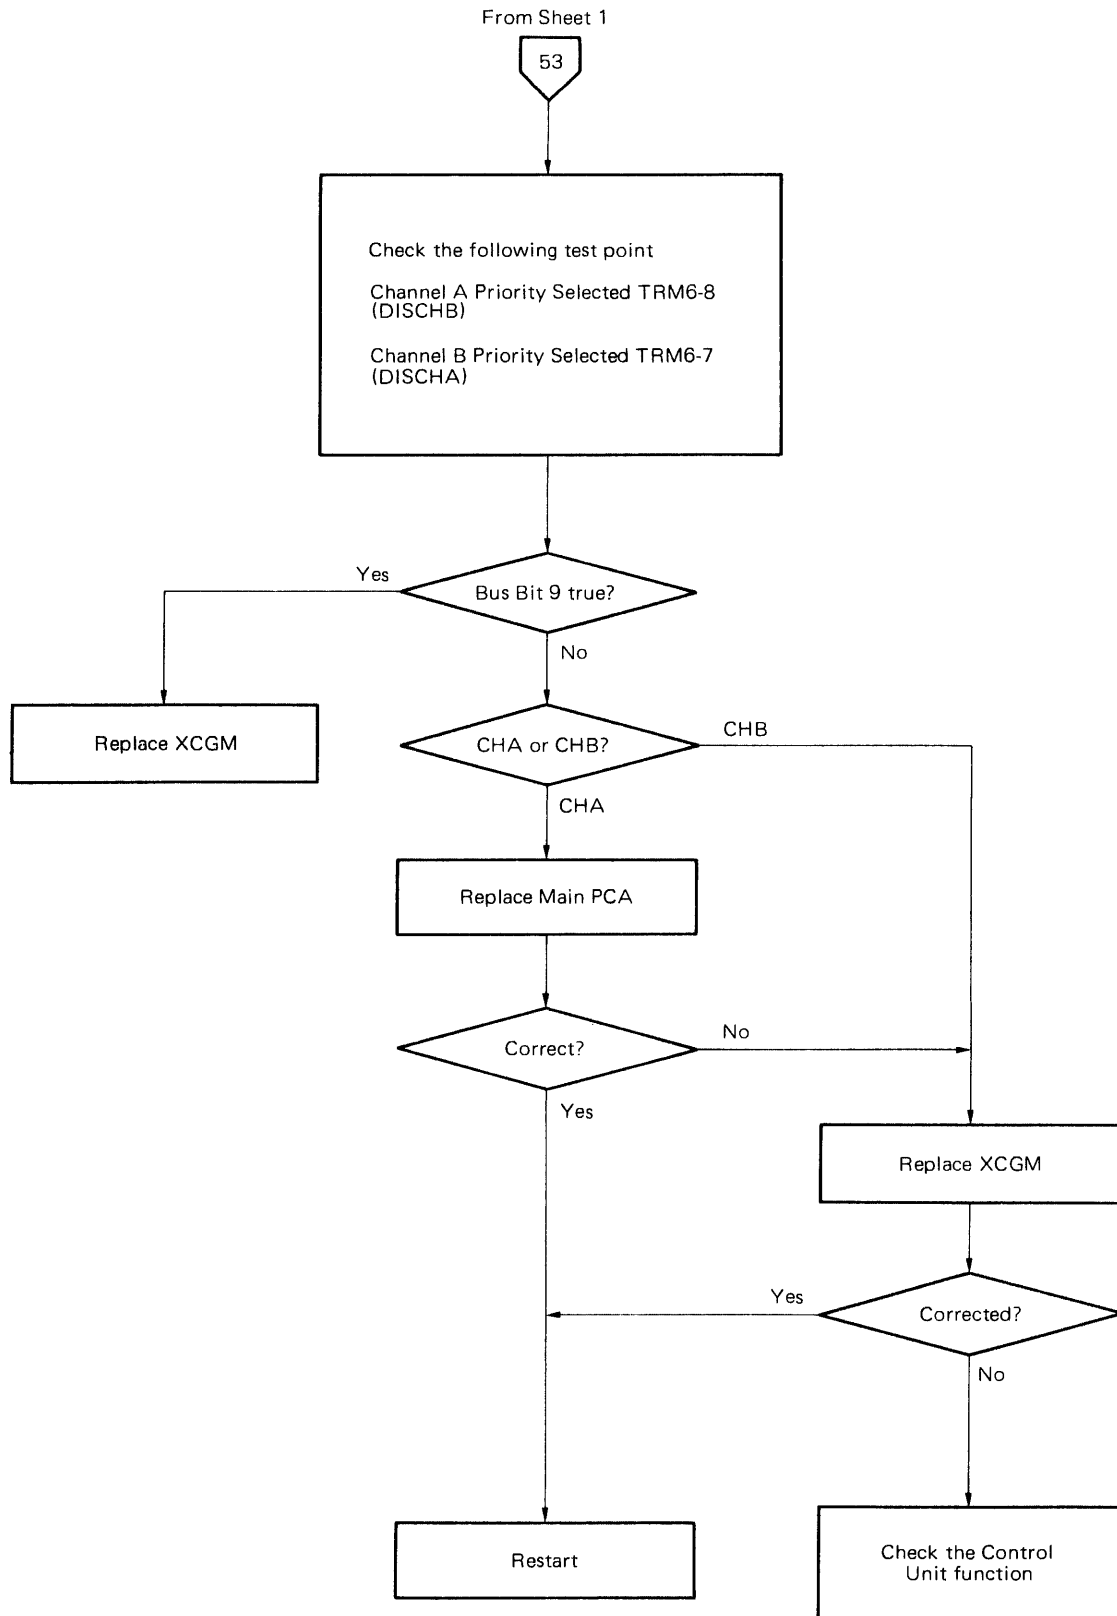 From Sheet 1
53
Check the following test point
Channel A Priority Selected TRM6-8
(DISCHB)
Channel B Priority Selected TRM6-7
(DISCHA)
Yes
Bus Bit 9 true?
No
Replace XCGM
CHA or CHB?
CHB
CHA
Replace Main PCA
Correct?
No
Yes
Replace XCGM
Yes
Corrected?
No
Restart
Check the Control
Unit function